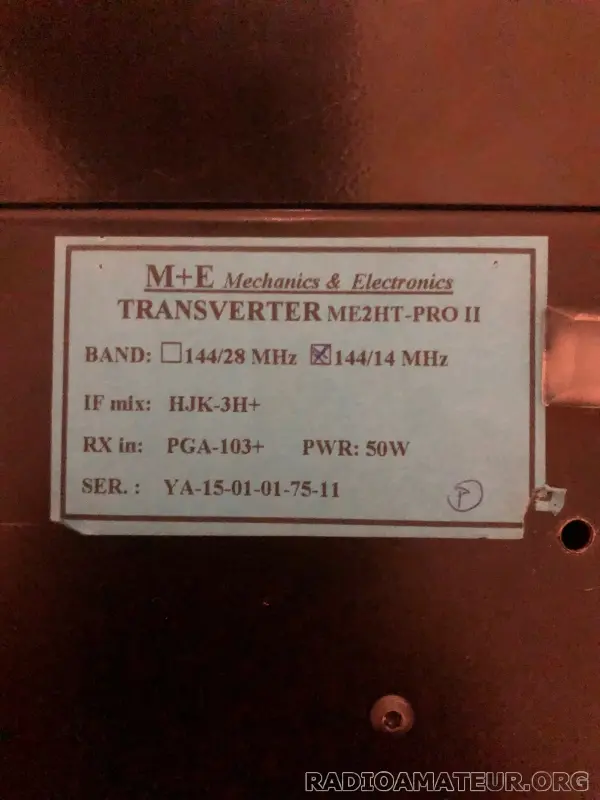 M+E Mechanics & Electronics
TRANSVERTER ME2HT-PRO II
BAND: ☐144/28 MHz ☒144/14 MHz
IF mix: HJK-3H+
RX in: PGA-103+ PWR: 50W
SER. : YA-15-01-01-75-11
P
RADIOAMATEUR.ORG